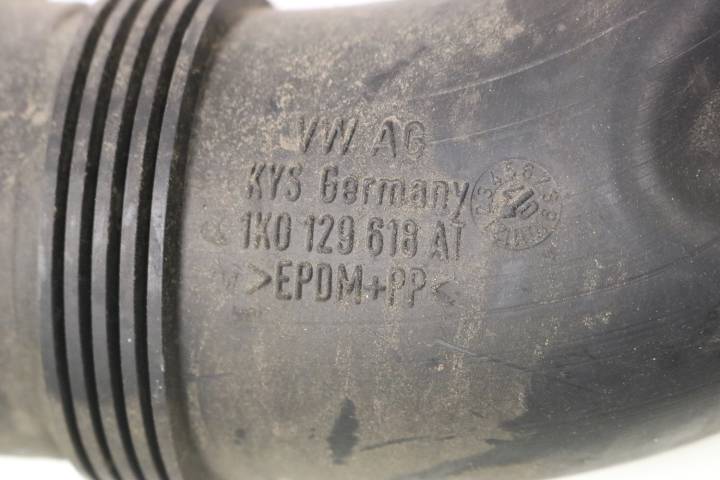 VW AG
KYS Germany
1K0 129 618 AT
>EPDM+PP<